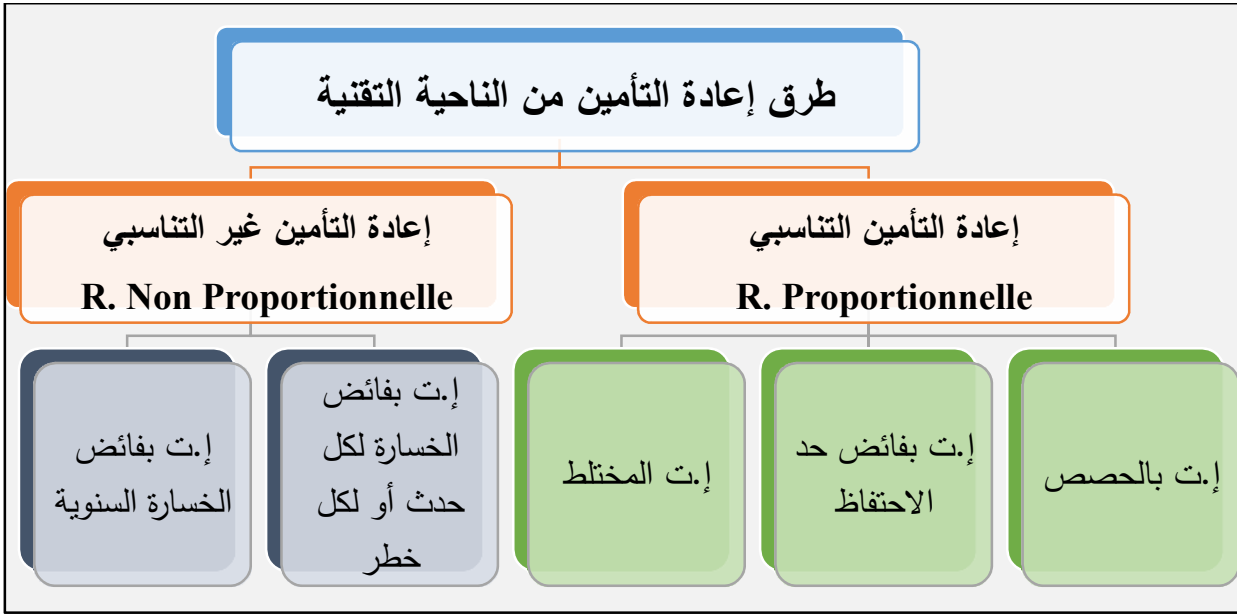 طرق إعادة التأمين من الناحية التقنية
إعادة التأمين التناسبي
R. Proportionnelle
إعادة التأمين غير التناسبي
R. Non Proportionnelle
إ.ت بالحصص
إ.ت بفائض حد
الاحتفاظ
إ.ت المختلط
إ.ت بفائض
الخسارة لكل
حدث أو لكل
خطر
إ.ت بفائض
الخسارة السنوية